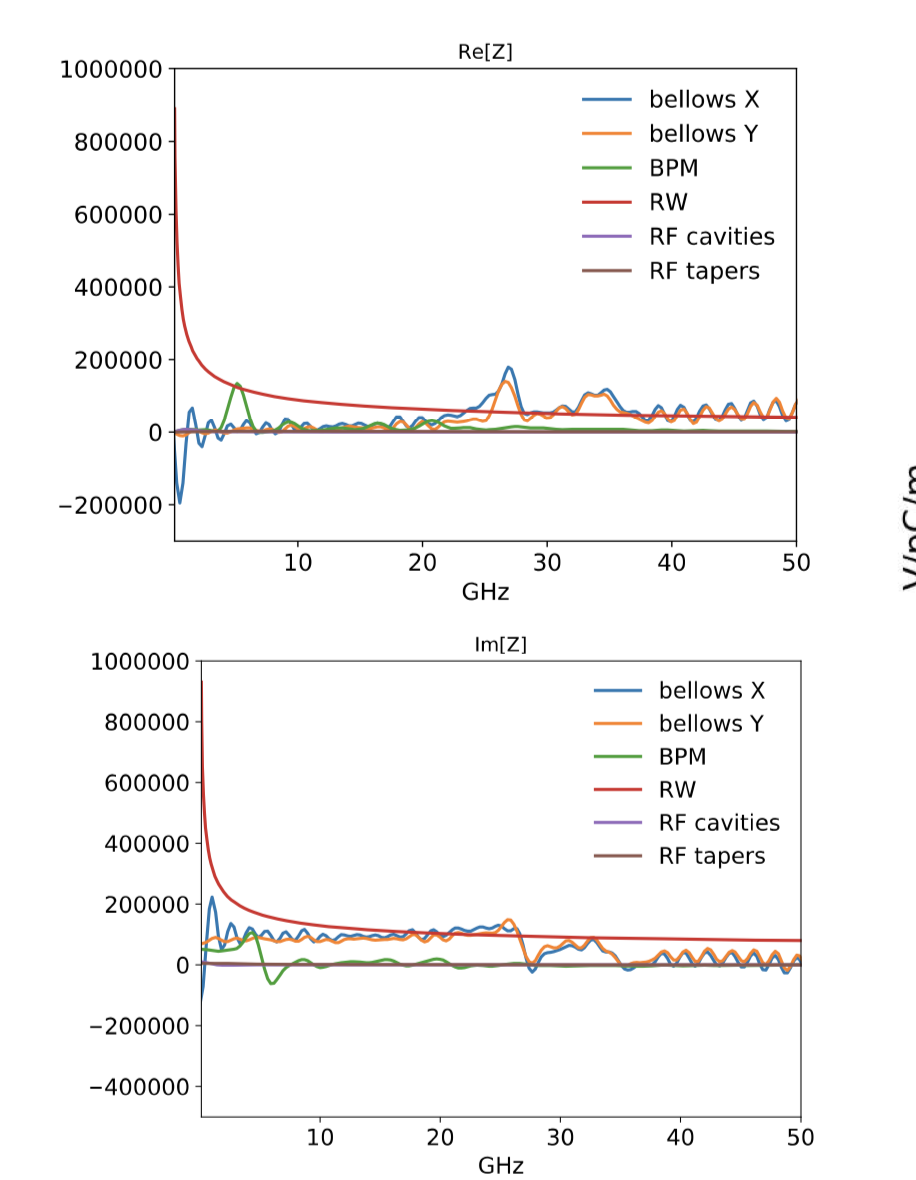 Re[Z]
1000000
800000
600000
400000
200000
0
−200000
bellows X
bellows Y
BPM
RW
RF cavities
RF tapers
10 20 30 40 50
GHz
Im[Z]
1000000
800000
600000
400000
200000
0
−200000
−400000
bellows X
bellows Y
BPM
RW
RF cavities
RF tapers
10 20 30 40 50
GHz